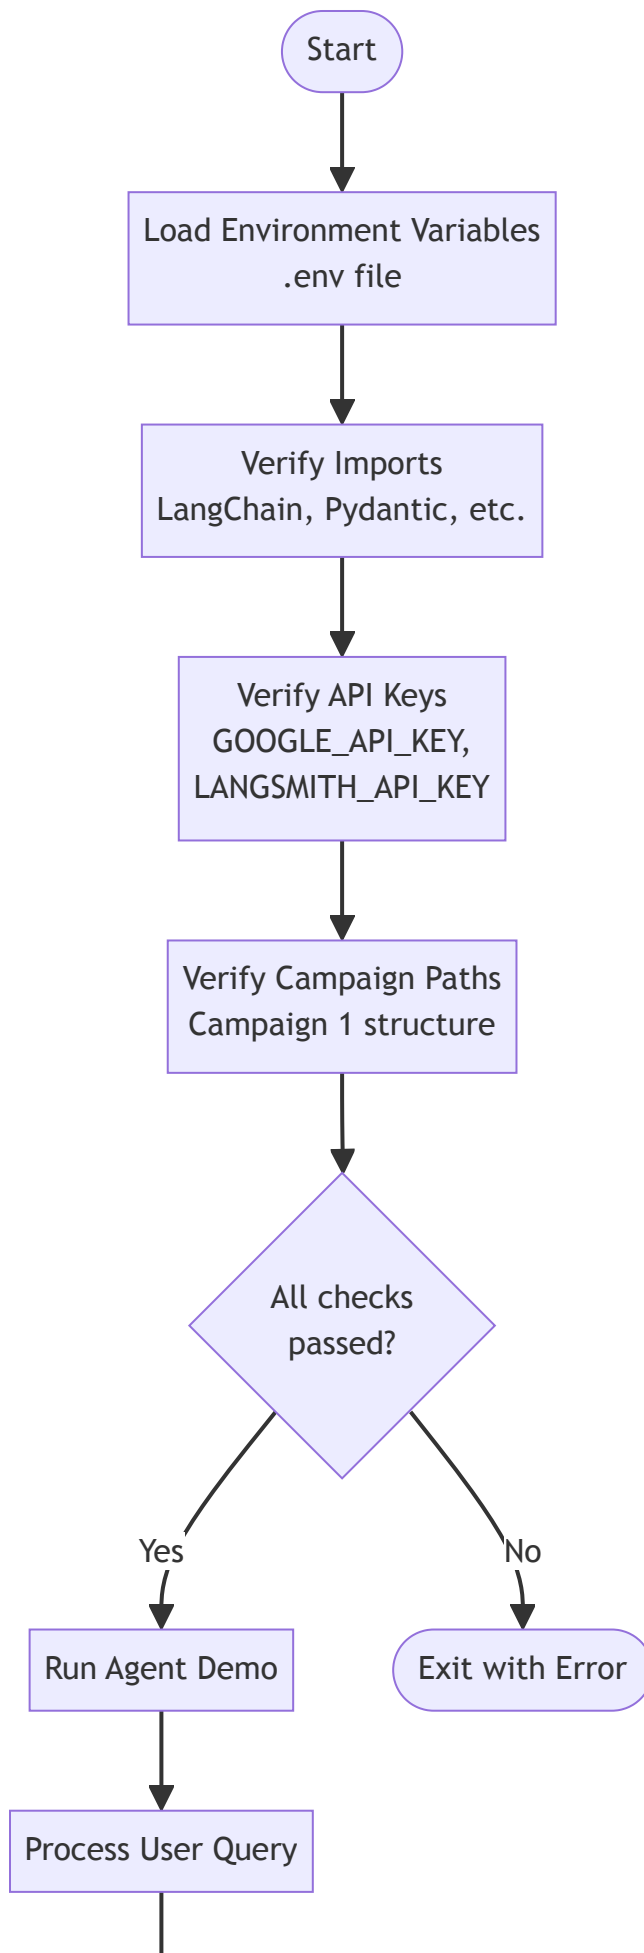 Start
Load Environment Variables
.env file
Verify Imports
LangChain, Pydantic, etc.
Verify API Keys
GOOGLE_API_KEY,
LANGSMITH_API_KEY
Verify Campaign Paths
Campaign 1 structure
All checks
passed?
Yes
No
Run Agent Demo
Exit with Error
Process User Query